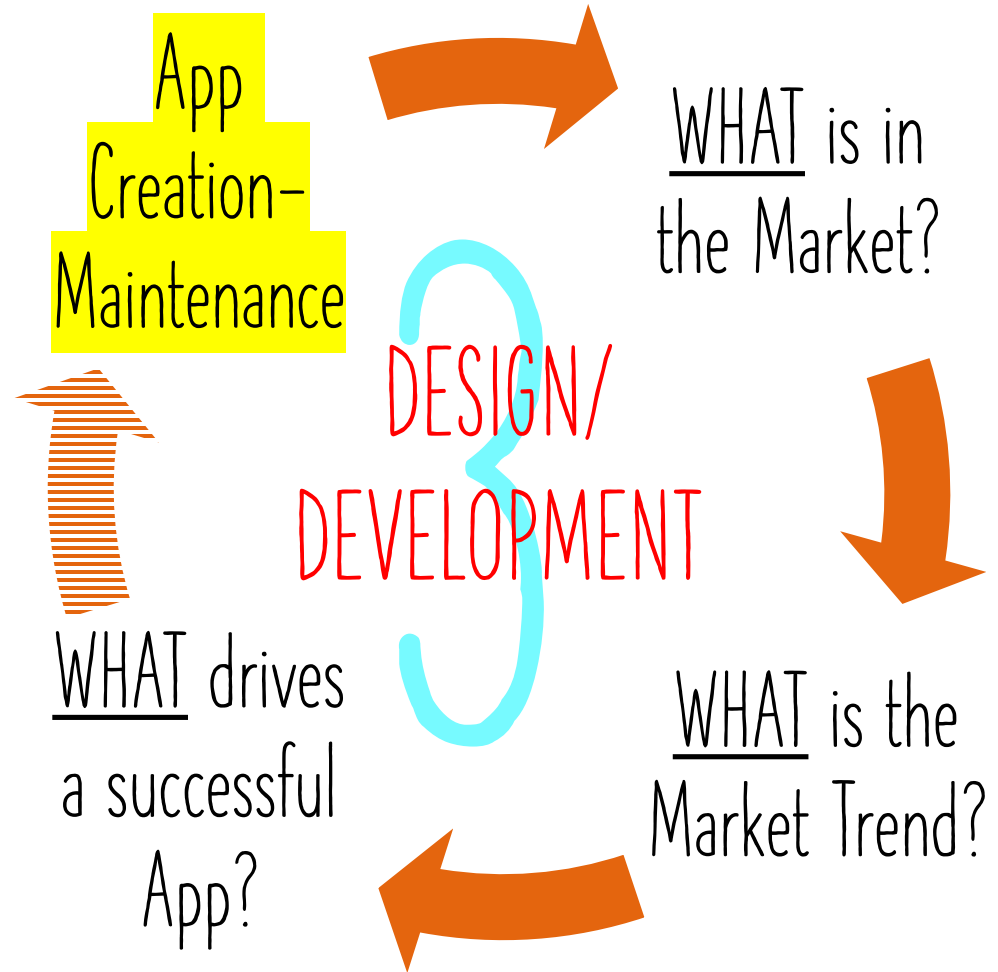 App
Creation-
Maintenance
WHAT is in
the Market?
3
DESIGN/
DEVELOPMENT
WHAT drives
a successful
App?
WHAT is the
Market Trend?